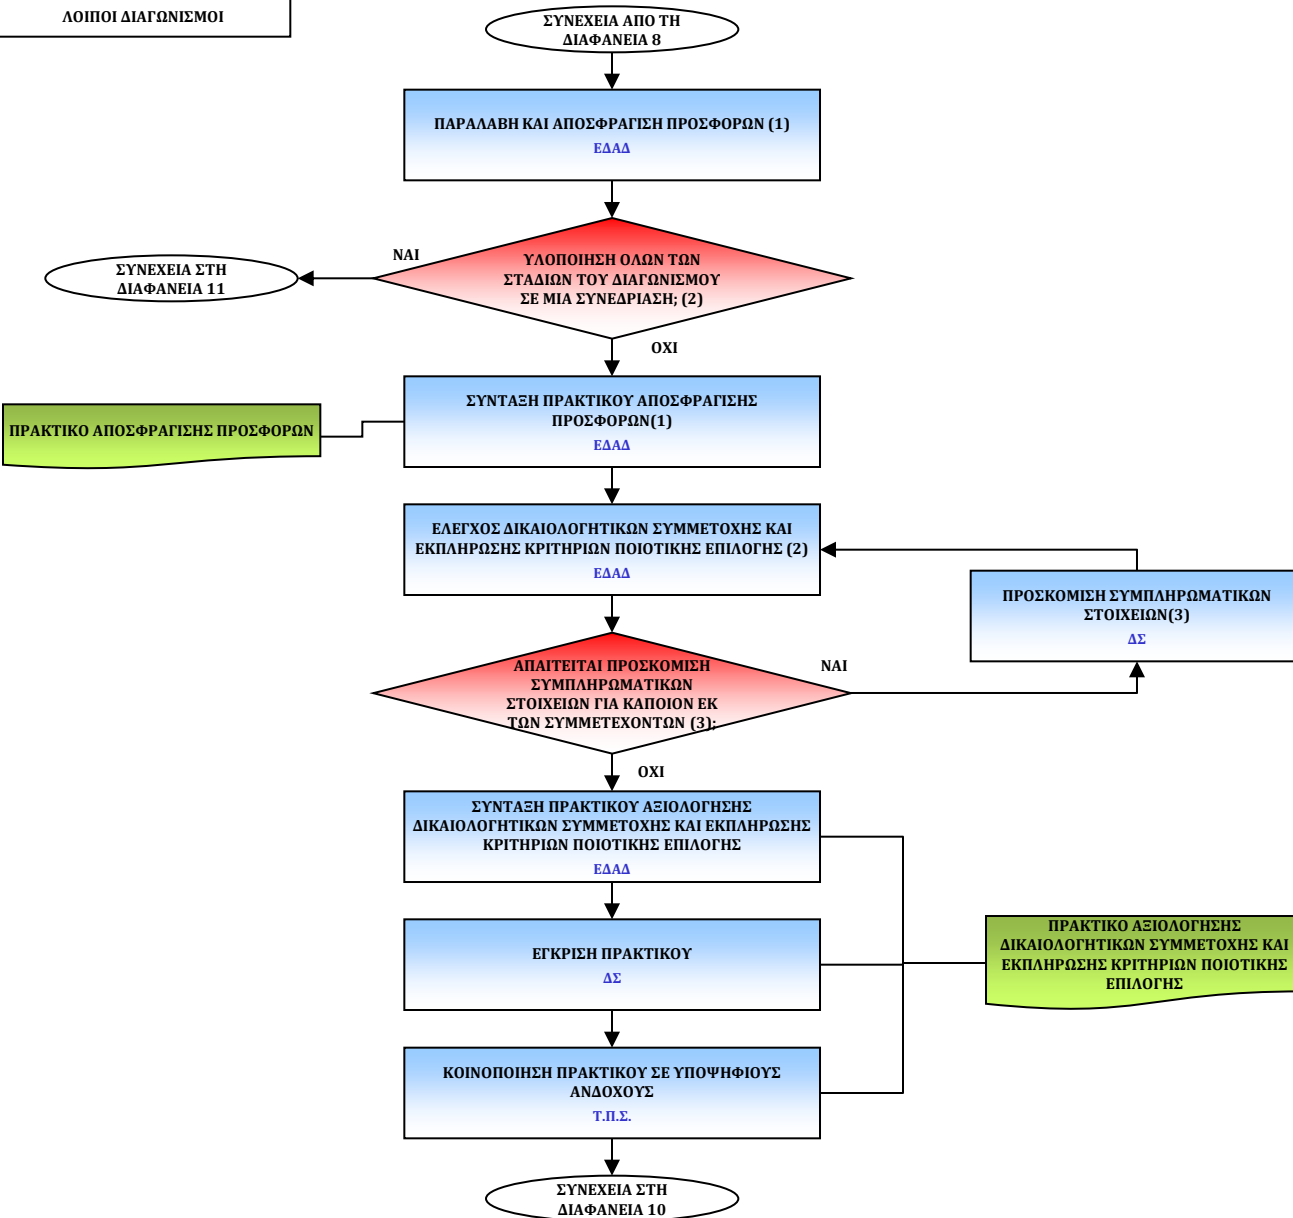 ΛΟΙΠΟΙ ΔΙΑΓΩΝΙΣΜΟΙ
ΣΥΝΕΧΕΙΑ ΑΠΟ ΤΗ
ΔΙΑΦΑΝΕΙΑ 8
ΠΑΡΑΛΑΒΗ ΚΑΙ ΑΠΟΣΦΡΑΓΙΣΗ ΠΡΟΣΦΟΡΩΝ (1)
ΕΔΑΔ
ΝΑΙ
ΥΛΟΠΟΙΗΣΗ ΟΛΩΝ ΤΩΝ
ΣΤΑΔΙΩΝ ΤΟΥ ΔΙΑΓΩΝΙΣΜΟΥ
ΣΕ ΜΙΑ ΣΥΝΕΔΡΙΑΣΗ; (2)
ΣΥΝΕΧΕΙΑ ΣΤΗ
ΔΙΑΦΑΝΕΙΑ 11
ΟΧΙ
ΣΥΝΤΑΞΗ ΠΡΑΚΤΙΚΟΥ ΑΠΟΣΦΡΑΓΙΣΗΣ
ΠΡΟΣΦΟΡΩΝ(1)
ΕΔΑΔ
ΠΡΑΚΤΙΚΟ ΑΠΟΣΦΡΑΓΙΣΗΣ ΠΡΟΣΦΟΡΩΝ
ΕΛΕΓΧΟΣ ΔΙΚΑΙΟΛΟΓΗΤΙΚΩΝ ΣΥΜΜΕΤΟΧΗΣ ΚΑΙ
ΕΚΠΛΗΡΩΣΗΣ ΚΡΙΤΗΡΙΩΝ ΠΟΙΟΤΙΚΗΣ ΕΠΙΛΟΓΗΣ (2)
ΕΔΑΔ
ΠΡΟΣΚΟΜΙΣΗ ΣΥΜΠΛΗΡΩΜΑΤΙΚΩΝ
ΣΤΟΙΧΕΙΩΝ(3)
ΔΣ
ΑΠΑΙΤΕΙΤΑΙ ΠΡΟΣΚΟΜΙΣΗ
ΣΥΜΠΛΗΡΩΜΑΤΙΚΩΝ
ΣΤΟΙΧΕΙΩΝ ΓΙΑ ΚΑΠΟΙΟΝ ΕΚ
ΤΩΝ ΣΥΜΜΕΤΕΧΟΝΤΩΝ (3);
ΝΑΙ
ΟΧΙ
ΣΥΝΤΑΞΗ ΠΡΑΚΤΙΚΟΥ ΑΞΙΟΛΟΓΗΣΗΣ
ΔΙΚΑΙΟΛΟΓΗΤΙΚΩΝ ΣΥΜΜΕΤΟΧΗΣ ΚΑΙ ΕΚΠΛΗΡΩΣΗΣ
ΚΡΙΤΗΡΙΩΝ ΠΟΙΟΤΙΚΗΣ ΕΠΙΛΟΓΗΣ
ΕΔΑΔ
ΕΓΚΡΙΣΗ ΠΡΑΚΤΙΚΟΥ
ΔΣ
ΠΡΑΚΤΙΚΟ ΑΞΙΟΛΟΓΗΣΗΣ
ΔΙΚΑΙΟΛΟΓΗΤΙΚΩΝ ΣΥΜΜΕΤΟΧΗΣ ΚΑΙ
ΕΚΠΛΗΡΩΣΗΣ ΚΡΙΤΗΡΙΩΝ ΠΟΙΟΤΙΚΗΣ
ΕΠΙΛΟΓΗΣ
ΚΟΙΝΟΠΟΙΗΣΗ ΠΡΑΚΤΙΚΟΥ ΣΕ ΥΠΟΨΗΦΙΟΥΣ
ΑΝΔΟΧΟΥΣ
Τ.Π.Σ.
ΣΥΝΕΧΕΙΑ ΣΤΗ
ΔΙΑΦΑΝΕΙΑ 10